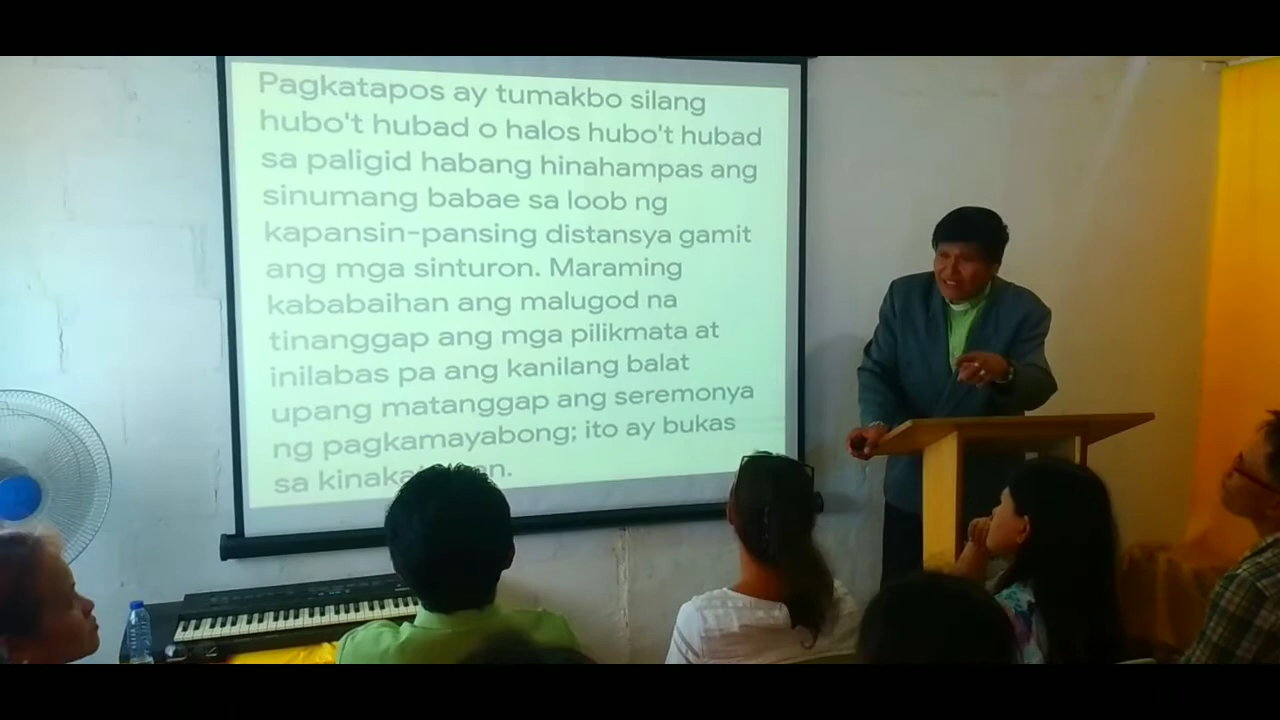 Pagkatapos ay tumakbo silang
hubo't hubad o halos hubo't hubad
sa paligid habang hinahampas ang
sinumang babae sa loob ng
kapansin-pansing distansya gamit
ang mga sinturon. Maraming
kababaihan ang malugod na
tinanggap ang mga pilikmata at
inilabas pa ang kanilang balat
upang matanggap ang seremonya
ng pagkamayabong; ito ay bukas
sa